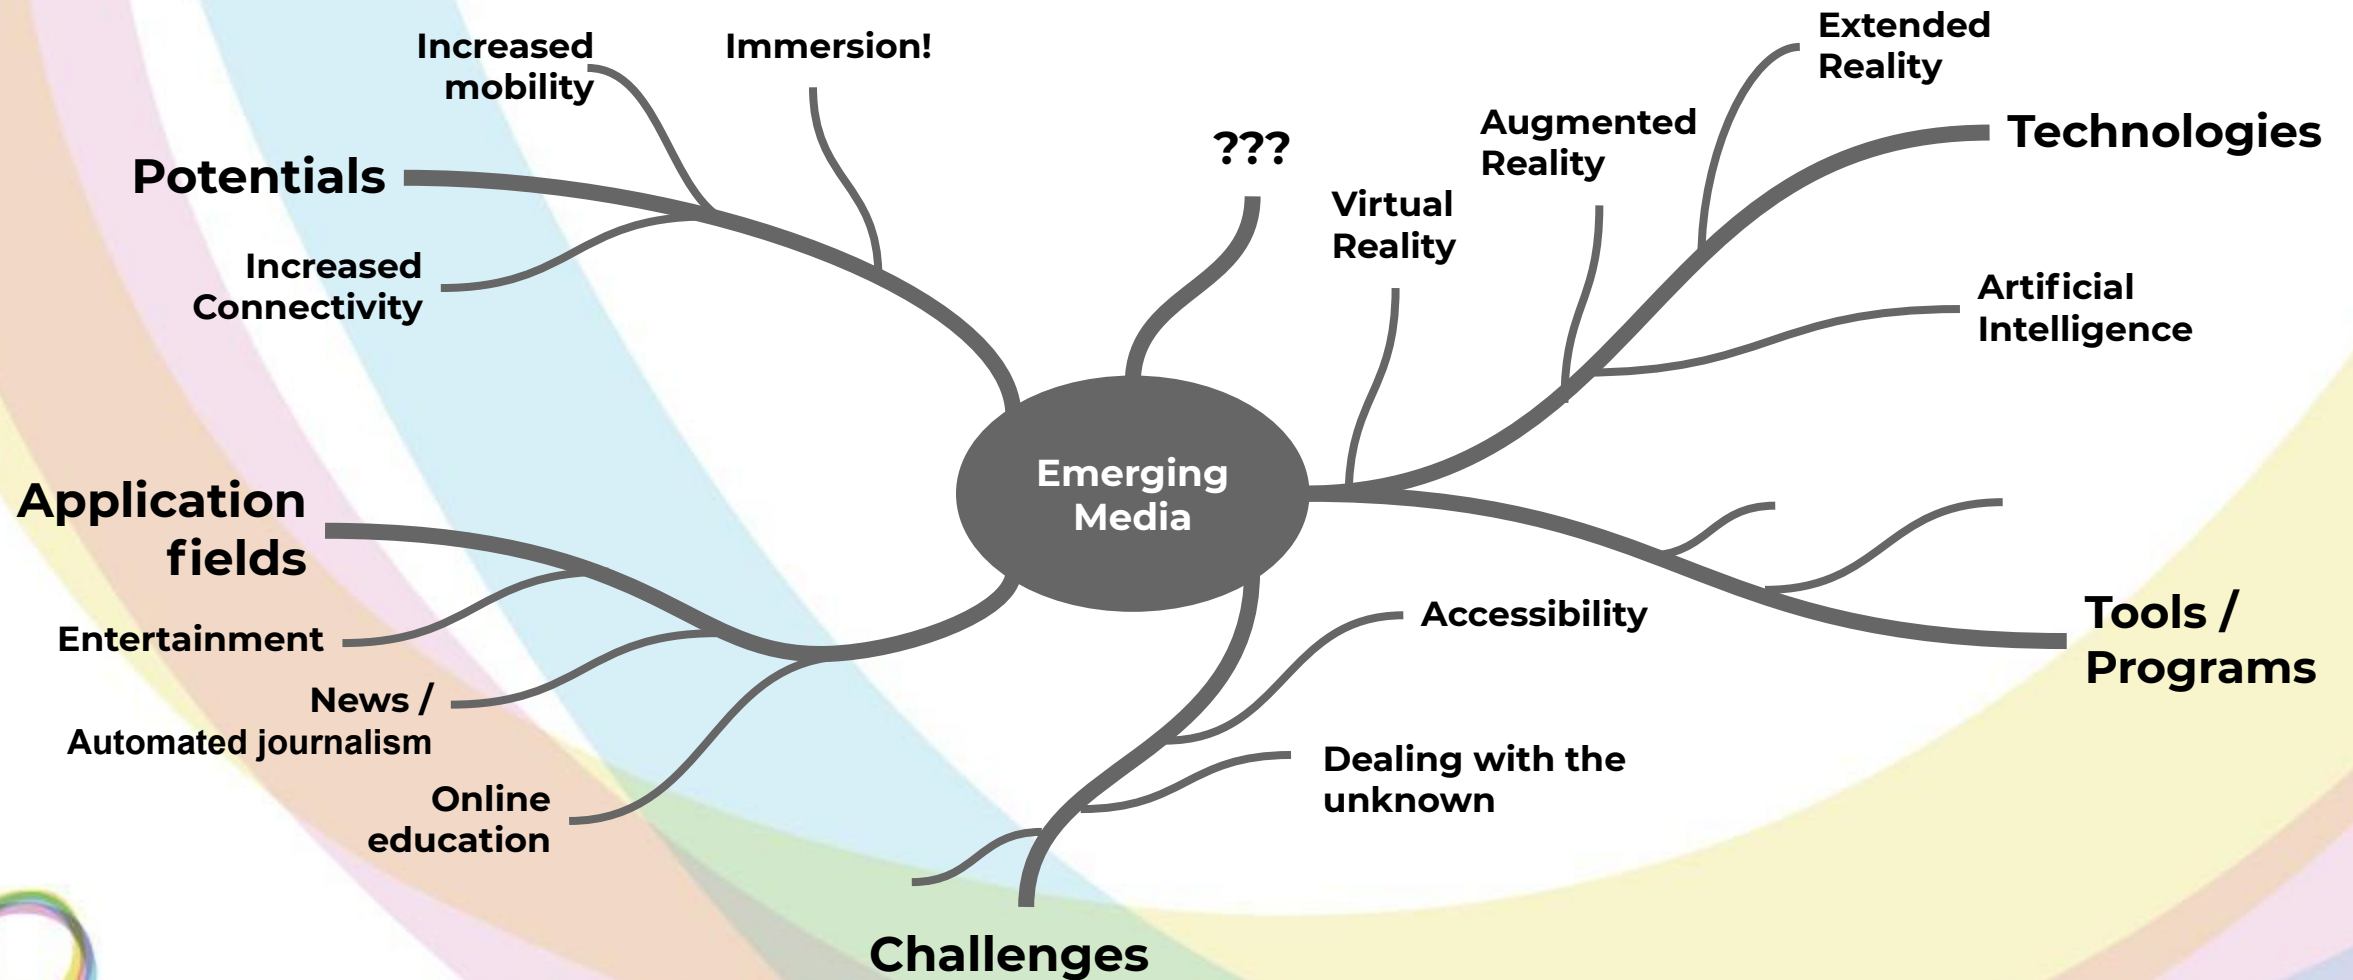 Increased
mobility
Immersion!
Potentials
Increased
Connectivity
???
Virtual
Reality
Augmented
Reality
Extended
Reality
Technologies
Artificial
Intelligence
Emerging
Media
Application
fields
Entertainment
News /
Automated journalism
Online
education
Accessibility
Dealing with the
unknown
Challenges
Tools /
Programs